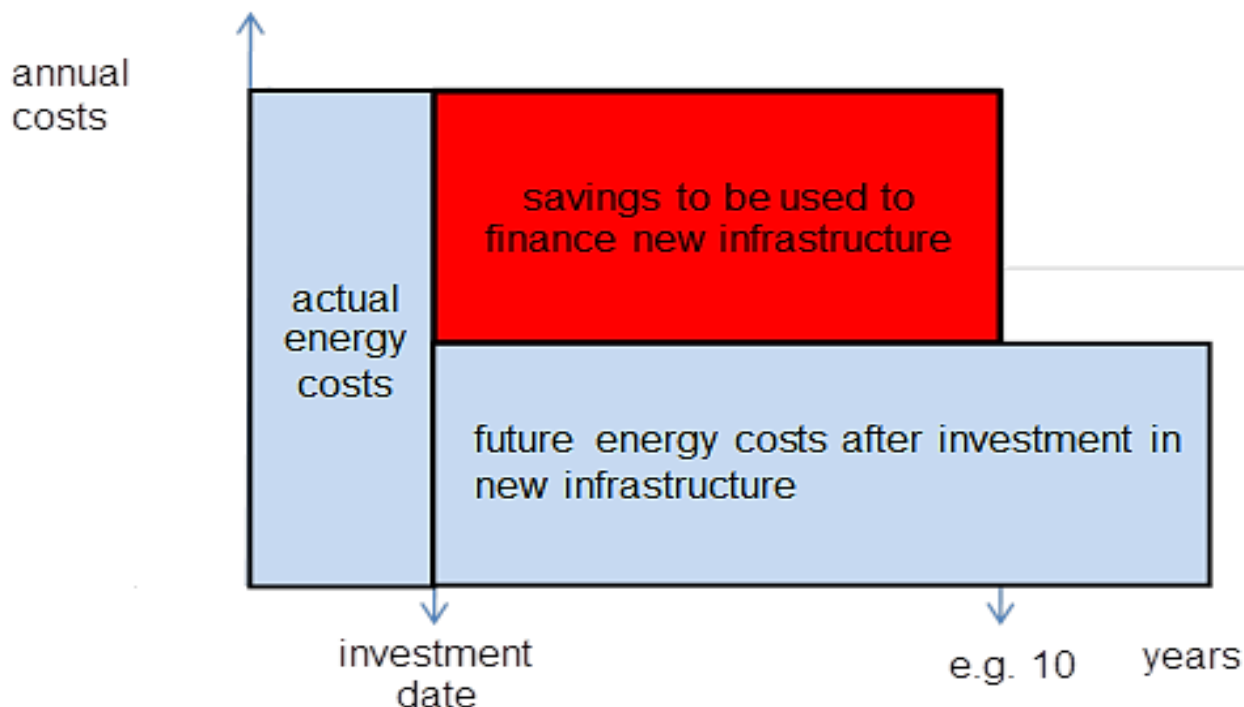 annual
costs
savings to be used to
finance new infrastructure
actual
energy
costs
future energy costs after investment in
new infrastructure
investment
date
e.g. 10
years